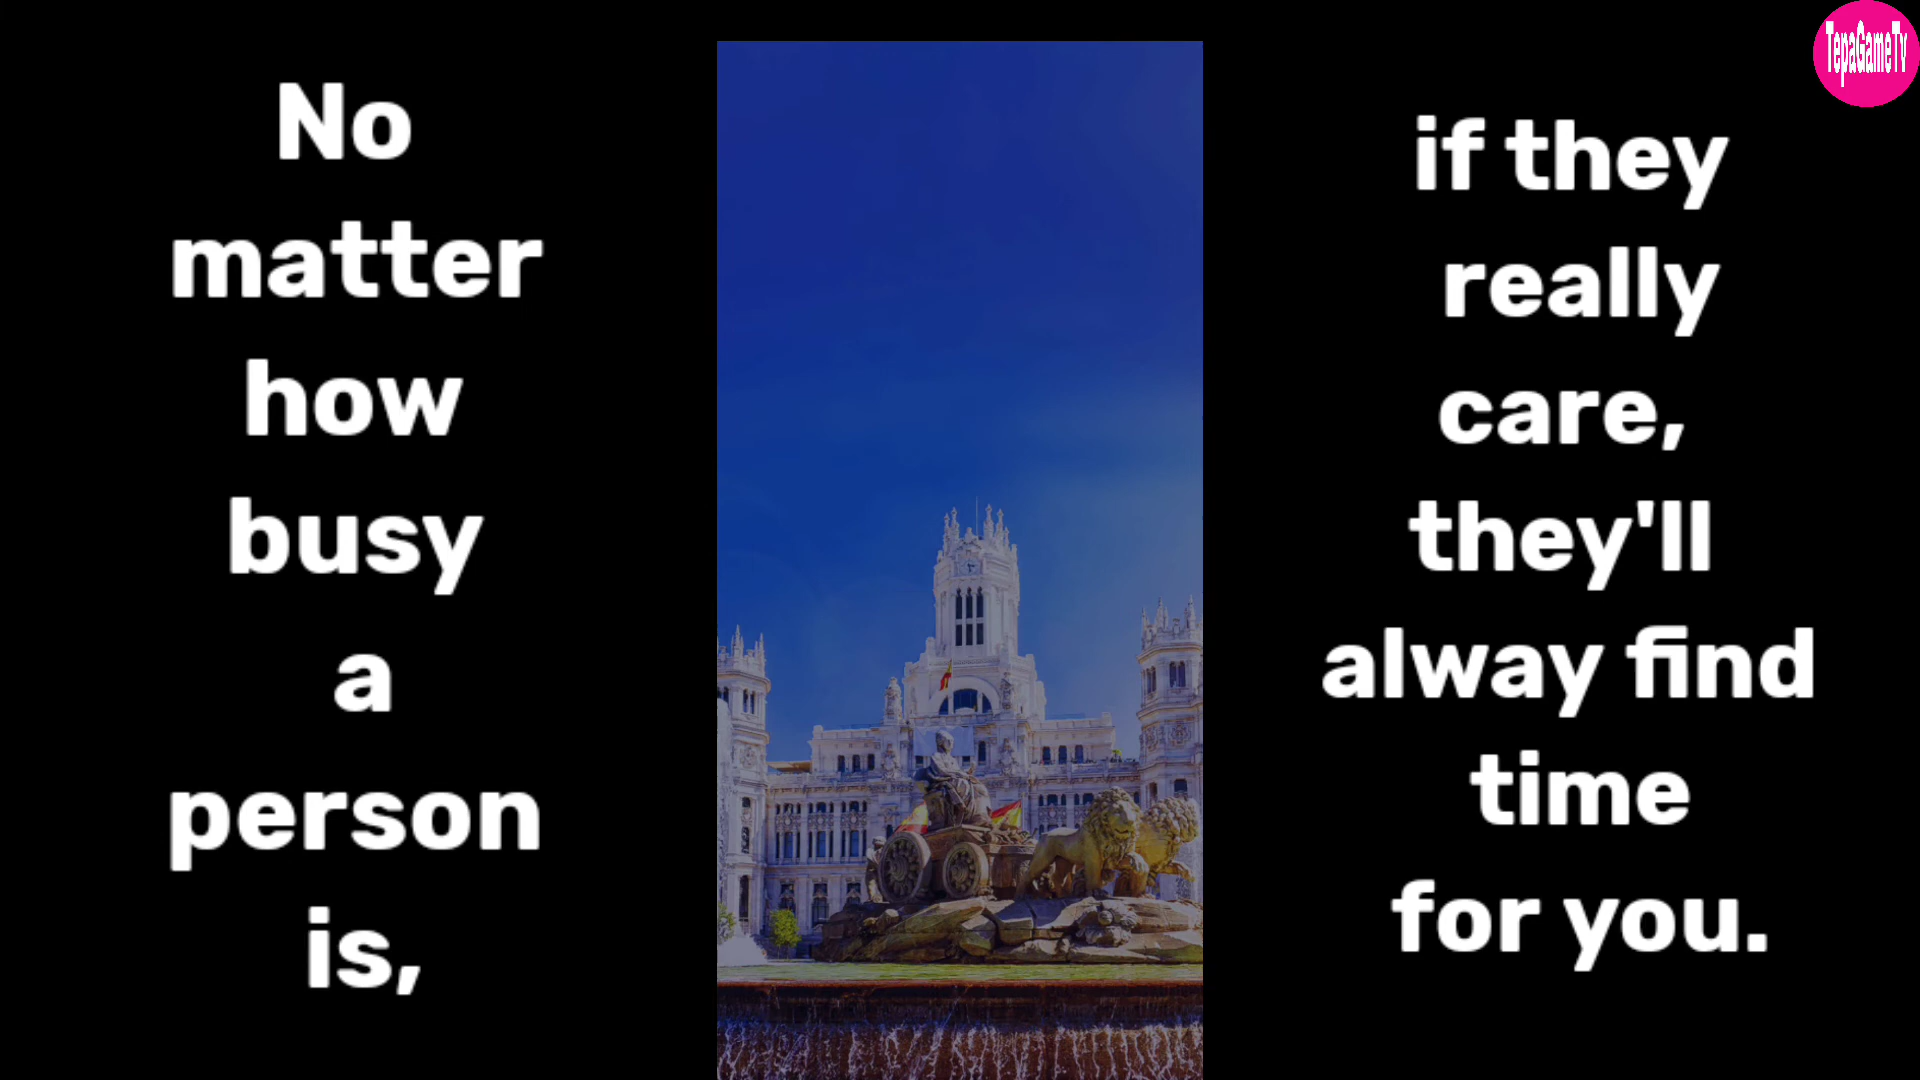 No
matter
how
busy
a
person
is,
if they
really
care,
they'll
alway find
time
for you.
TepaGameTv